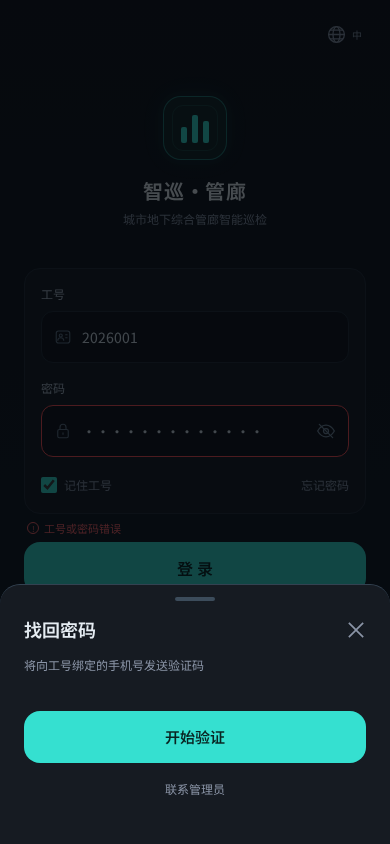 中
智巡·管廊
城市地下综合管廊智能巡检
工号
2026001
密码
• • • • • • • • • • • • •
记住工号
忘记密码
工号或密码错误
登录
找回密码
将向工号绑定的手机号发送验证码
开始验证
联系管理员